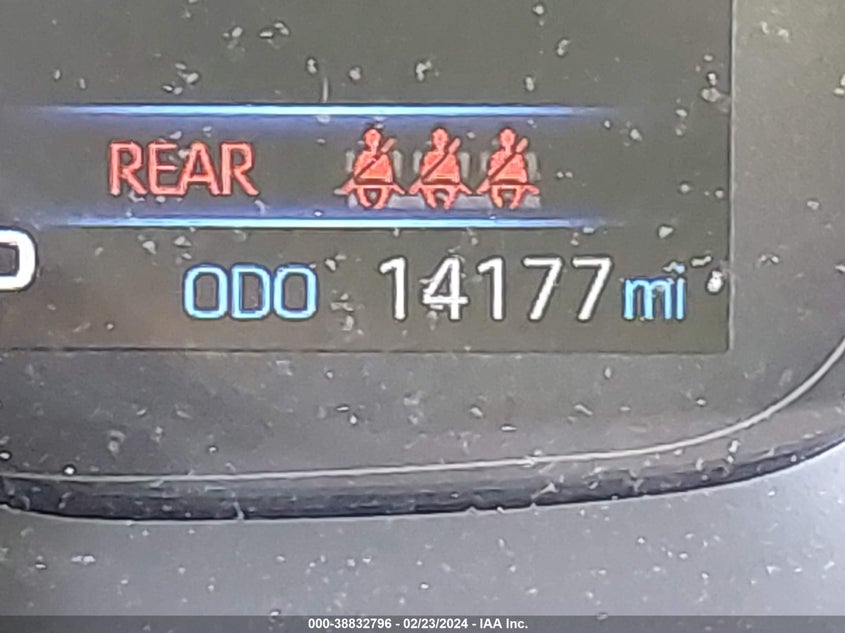 REAR
ODO 14177 mi
000-38832796 - 02/23/2024 - IAA Inc.